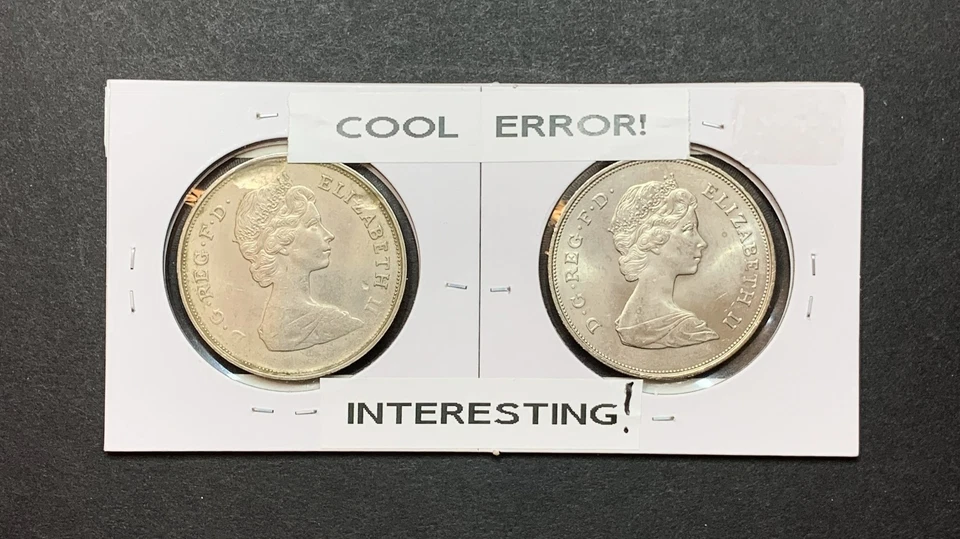 COOL ERROR!
D·G·REG·F·D· ELIZABETH II
D·G·REG·F·D· ELIZABETH II
INTERESTING!